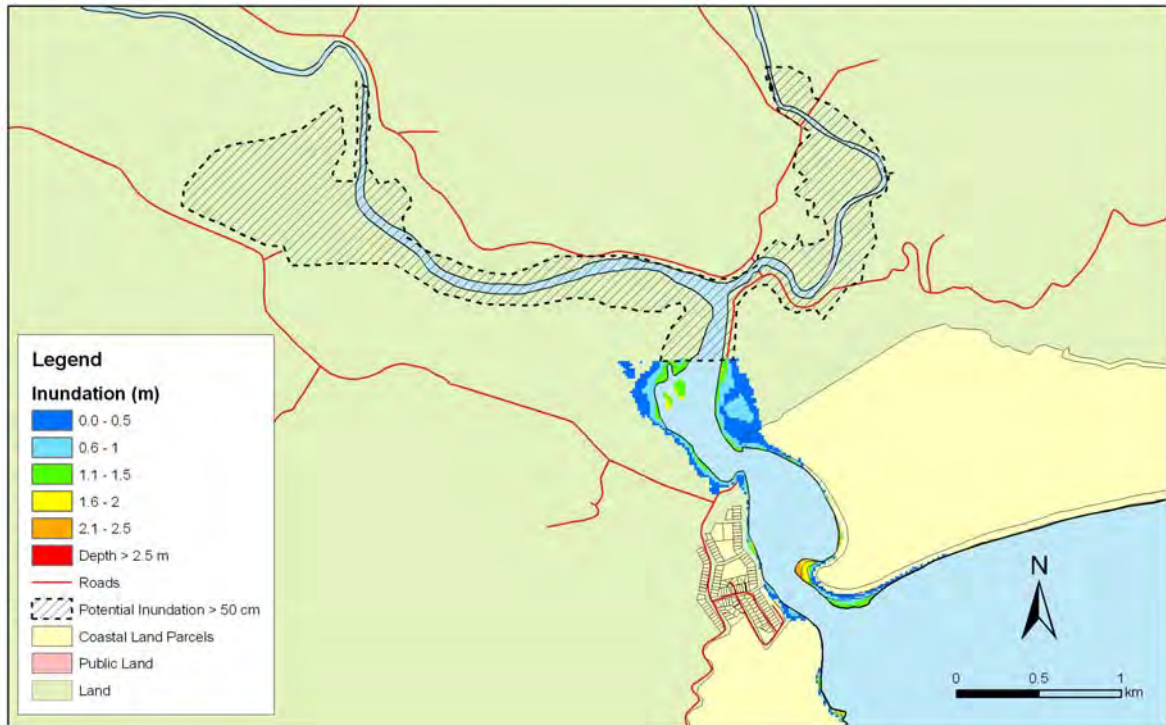 Legend
Inundation (m)
0.0 - 0.5
0.6 - 1
1.1 - 1.5
1.6 - 2
2.1 - 2.5
Depth > 2.5 m
Roads
Potential Inundation > 50 cm
Coastal Land Parcels
Public Land
Land
N
0 0.5 1
km